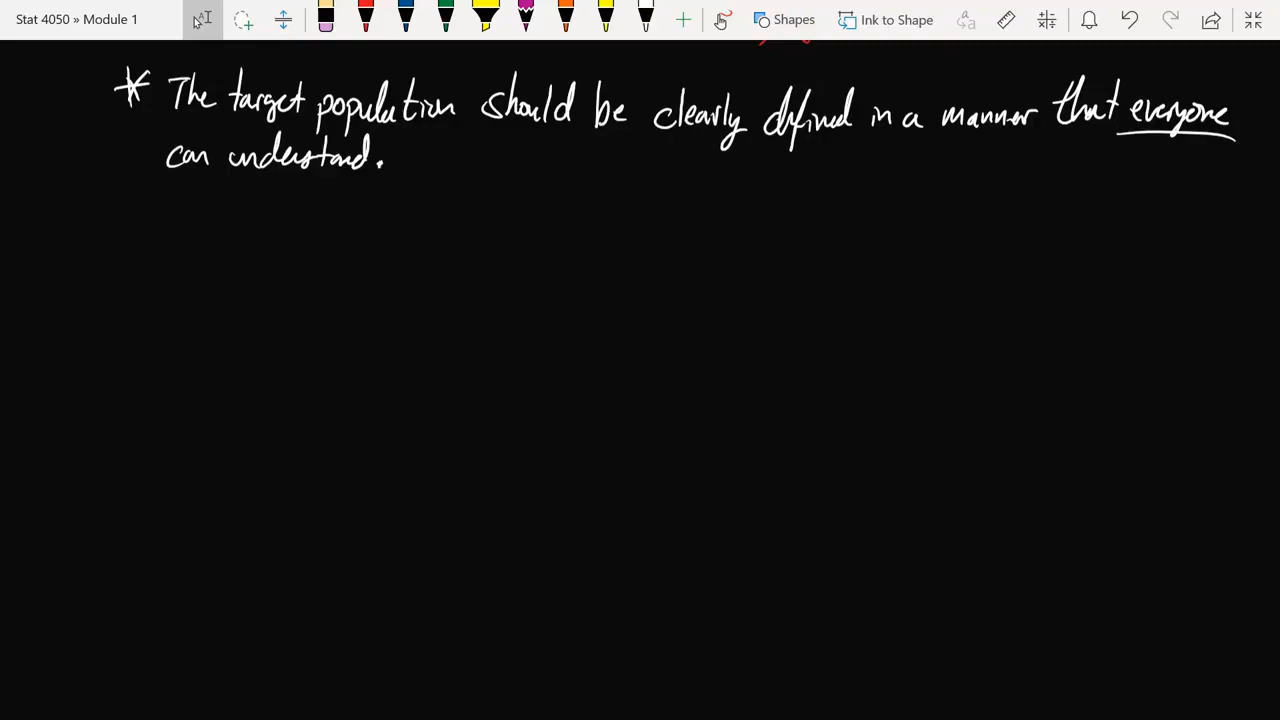 Stat 4050 » Module 1
Shapes
Ink to Shape
* The target population should be clearly defined in a manner that everyone
can understand.